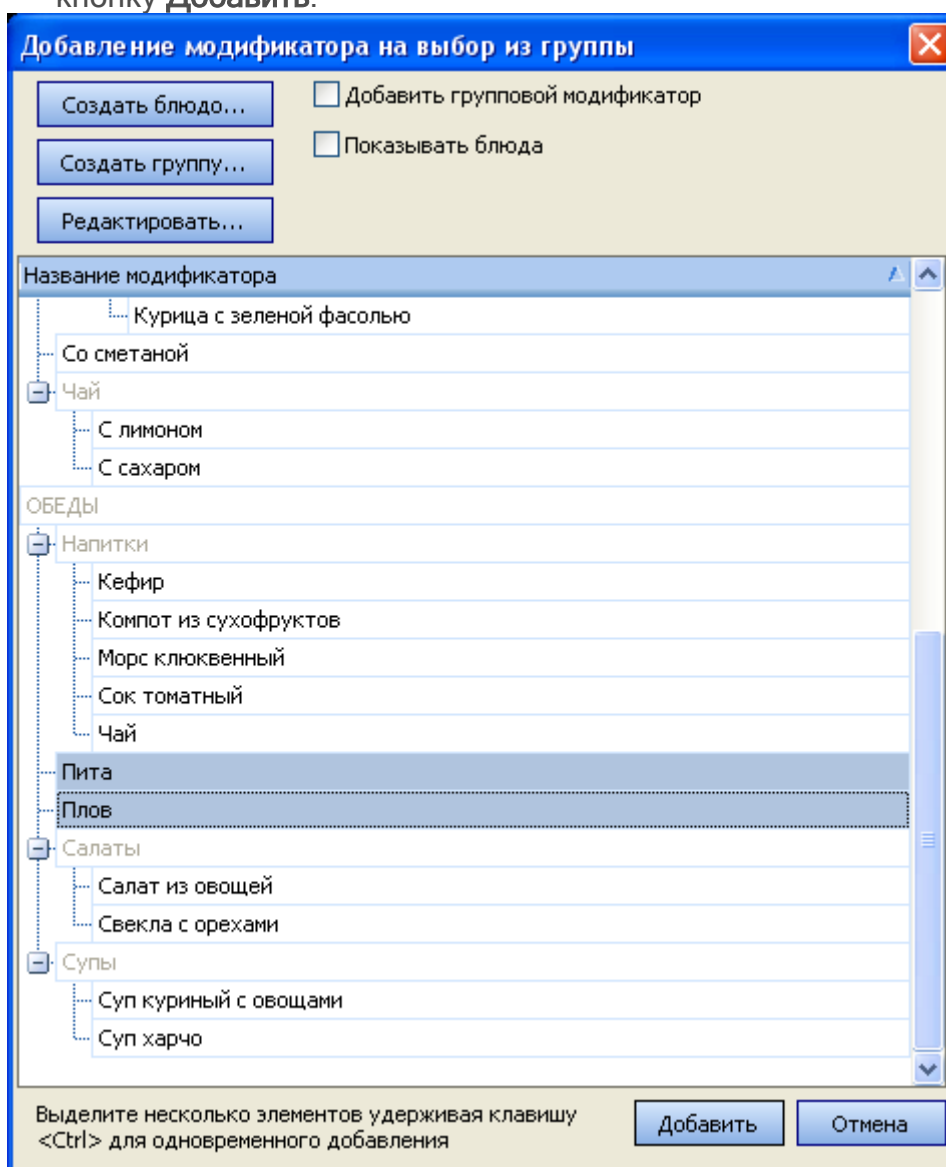 кнопку Добавить.
Добавление модификатора на выбор из группы
Создать блюдо...
Добавить групповой модификатор
Создать группу...
Показывать блюда
Редактировать...
Название модификатора
Курица с зеленой фасолью
Со сметаной
Чай
С лимоном
С сахаром
ОБЕДЫ
Напитки
Кефир
Компот из сухофруктов
Морс клюквенный
Сок томатный
Чай
Пита
Плов
Салаты
Салат из овощей
Свекла с орехами
Супы
Суп куриный с овощами
Суп харчо
Выделите несколько элементов удерживая клавишу
<Ctrl> для одновременного добавления
Добавить
Отмена